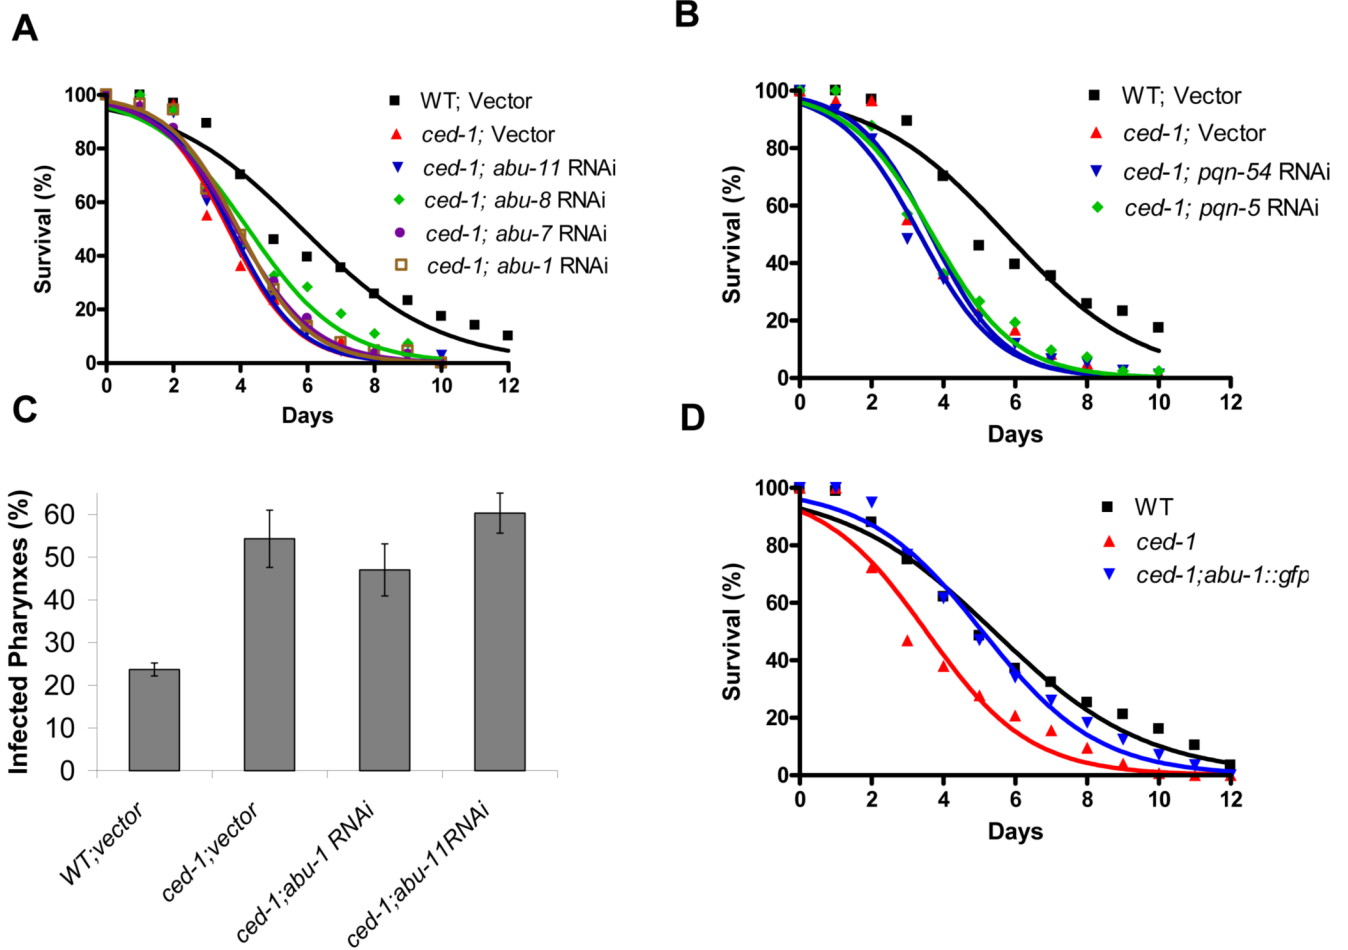 A
Survival (%)
100
80
60
40
20
0
0 2 4 6 8 10 12
Days
WT; Vector
ced-1; Vector
ced-1; abu-11 RNAi
ced-1; abu-8 RNAi
ced-1; abu-7 RNAi
ced-1; abu-1 RNAi
B
Survival (%)
100
80
60
40
20
0
0 2 4 6 8 10 12
Days
WT; Vector
ced-1; Vector
ced-1; pqn-54 RNAi
ced-1; pqn-5 RNAi
C
Infected Pharynxes (%)
60
50
40
30
20
10
0
WT;vector
ced-1;vector
ced-1;abu-1 RNAi
ced-1;abu-11RNAi
D
Survival (%)
100
80
60
40
20
0
0 2 4 6 8 10 12
Days
WT
ced-1
ced-1;abu-1::gfp